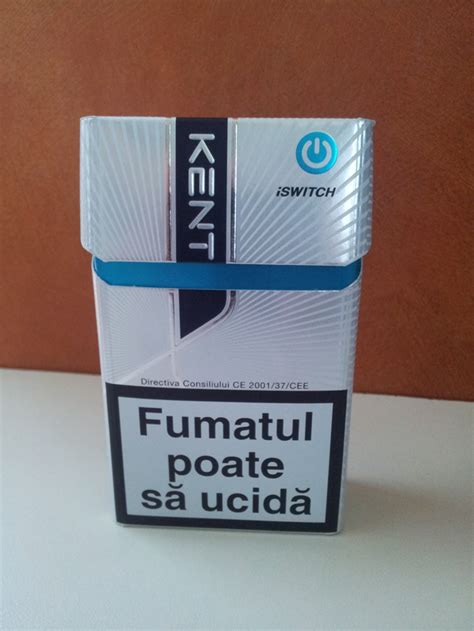 KENT
iSWITCH
Directiva Consiliului CE 2001/37/CEE
Fumatul
poate
să ucidă